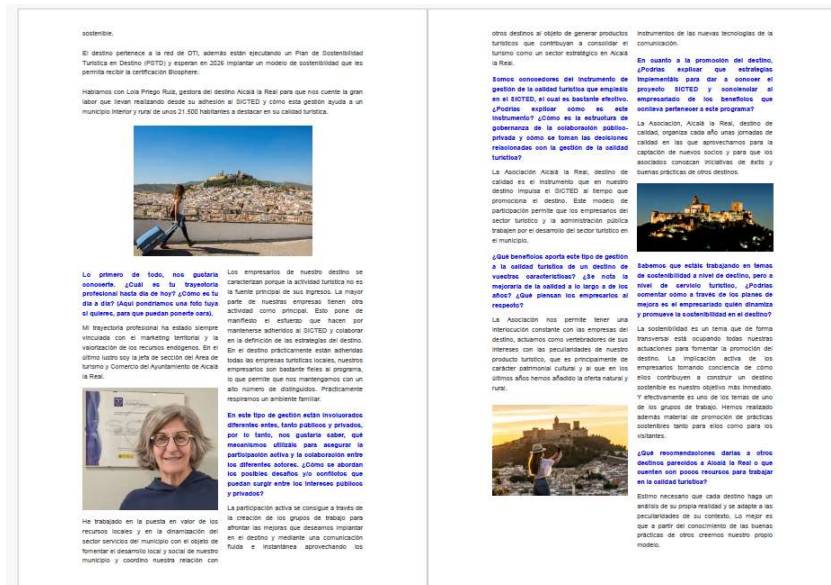 sostenible.
El destino pertenece a la red de DTI, además están ejecutando un Plan de Sostenibilidad
Turística en Destino (PSTD) y esperan en 2026 implantar un modelo de sostenibilidad que les
permita recibir la certificación Biosphere.
Hablamos con Lola Priego Ruiz, gestora del destino Alcalá la Real para que nos cuente la gran
labor que llevan realizando desde su adhesión al SICTED y cómo esta gestión ayuda a un
municipio interior y rural de unos 21.500 habitantes a destacar en su calidad turística.
Lo primero de todo, nos gustaría
conocerte. ¿Cuál es tu trayectoria
profesional hasta día de hoy? ¿Cómo es tu
día a día? (Aquí pondríamos una foto tuya
si quieres, para que puedan ponerte cara).
Mi trayectoria profesional ha estado siempre
vinculada con el marketing territorial y la
valorización de los recursos endógenos. En el
último lustro soy la jefa de sección del Área de
turismo y Comercio del Ayuntamiento de Alcalá
la Real.
He trabajado en la puesta en valor de los
recursos locales y en la dinamización del
sector servicios del municipio con el objeto de
fomentar el desarrollo local y social de nuestro
municipio y coordino nuestra relación con
Los empresarios de nuestro destino se
caracterizan porque la actividad turística no es
la fuente principal de sus ingresos. La mayor
parte de nuestras empresas tienen otra
actividad como principal. Esto pone de
manifiesto el esfuerzo que hacen por
mantenerse adheridos al SICTED y colaborar
en la definición de las estrategias del destino.
En el destino prácticamente están adheridas
todas las empresas turísticas locales, nuestros
empresarios son bastante fieles al programa,
lo que permite que nos mantengamos con un
alto número de distinguidos. Prácticamente
respiramos un ambiente familiar.
En este tipo de gestión están involucrados
diferentes entes, tanto públicos y privados,
por lo tanto, nos gustaría saber, qué
mecanismos utilizáis para asegurar la
participación activa y la colaboración entre
los diferentes actores. ¿Cómo se abordan
los posibles desafíos y/o conflictos que
puedan surgir entre los intereses públicos
y privados?
La participación activa se consigue a través de
la creación de los grupos de trabajo para
afrontar las mejoras que deseamos implantar
en el destino y mediante una comunicación
fluida e instantánea aprovechando los
otros destinos al objeto de generar productos
turísticos que contribuyan a consolidar el
turismo como un sector estratégico en Alcalá
la Real.
Somos conocedores del instrumento de
gestión de la calidad turística que empleáis
en el SICTED, el cual es bastante efectivo.
¿Podrías explicar cómo es este
instrumento? ¿Cómo es la estructura de
gobernanza de la colaboración público-
privada y cómo se toman las decisiones
relacionadas con la gestión de la calidad
turística?
La Asociación Alcalá la Real, destino de
calidad es el instrumento que en nuestro
destino impulsa el SICTED al tiempo que
promociona el destino. Este modelo de
participación permite que los empresarios del
sector turístico y la administración pública
trabajen por el desarrollo del sector turístico en
el municipio.
¿Qué beneficios aporta este tipo de gestión
a la calidad turística de un destino de
vuestras características? ¿Se nota la
mejoraría de la calidad a lo largo a de los
años? ¿Qué piensan los empresarios al
respecto?
La Asociación nos permite tener una
interlocución constante con las empresas del
destino, actuamos como vertebradores de sus
intereses con las peculiaridades de nuestro
producto turístico, que es principalmente de
carácter patrimonial cultural y al que en los
últimos años hemos añadido la oferta natural y
rural.
instrumentos de las nuevas tecnologías de la
comunicación.
En cuanto a la promoción del destino,
¿Podrías explicar que estrategias
implementáis para dar a conocer el
proyecto SICTED y concienciar al
empresariado de los beneficios que
conlleva pertenecer a este programa?
La Asociación, Alcalá la Real, destino de
calidad, organiza cada año unas jornadas de
calidad en las que aprovechamos para la
captación de nuevos socios y para que los
asociados conozcan iniciativas de éxito y
buenas prácticas de otros destinos.
Sabemos que estáis trabajando en temas
de sostenibilidad a nivel de destino, pero a
nivel de servicio turístico, ¿Podrías
comentar cómo a través de los planes de
mejora es el empresariado quién dinamiza
y promueve la sostenibilidad en el destino?
La sostenibilidad es un tema que de forma
transversal está ocupando todas nuestras
actuaciones para fomentar la promoción del
destino. La implicación activa de los
empresarios tomando conciencia de cómo
ellos contribuyen a construir un destino
sostenible es nuestro objetivo más inmediato.
Y efectivamente es uno de los temas de uno
de los grupos de trabajo. Hemos realizado
además material de promoción de prácticas
sostenibles tanto para ellos como para los
visitantes.
¿Qué recomendaciones darías a otros
destinos parecidos a Alcalá la Real o que
cuenten son pocos recursos para trabajar
en la calidad turística?
Estimo necesario que cada destino haga un
análisis de su propia realidad y se adapte a las
peculiaridades de su contexto. Lo mejor es
que a partir del conocimiento de las buenas
prácticas de otros creemos nuestro propio
modelo.